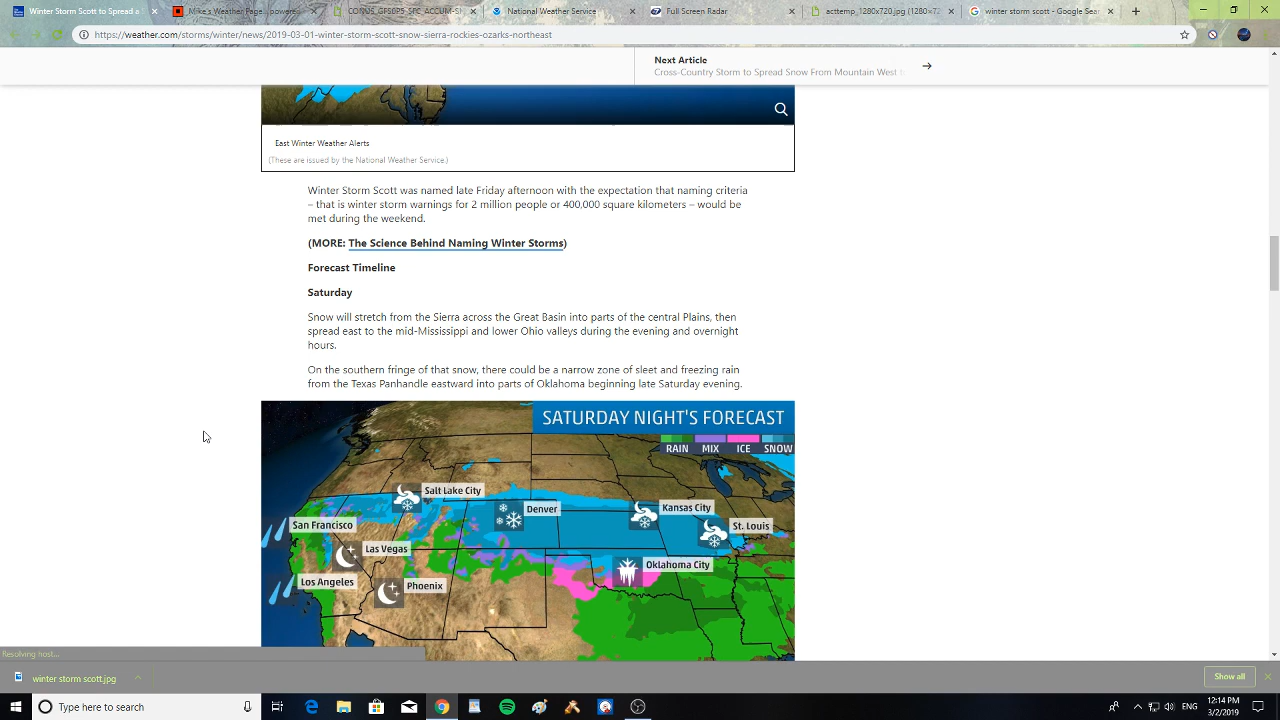 Winter Storm Scott to Spread a S
Mike's Weather Page... powered
CONUS_GFS0P5_SFC_ACCUM-S
National Weather Service
Full Screen Radar
acttemp_1280x720.jpg (1280×72
winter storm scott - Google Sea
https://weather.com/storms/winter/news/2019-03-01-winter-storm-scott-snow-sierra-rockies-ozarks-northeast
Next Article
Cross-Country Storm to Spread Snow From Mountain West
East Winter Weather Alerts
(These are issued by the National Weather Service.)
Winter Storm Scott was named late Friday afternoon with the expectation that naming criteria
– that is winter storm warnings for 2 million people or 400,000 square kilometers – would be
met during the weekend.
(MORE: The Science Behind Naming Winter Storms)
Forecast Timeline
Saturday
Snow will stretch from the Sierra across the Great Basin into parts of the central Plains, then
spread east to the mid-Mississippi and lower Ohio valleys during the evening and overnight
hours.
On the southern fringe of that snow, there could be a narrow zone of sleet and freezing rain
from the Texas Panhandle eastward into parts of Oklahoma beginning late Saturday evening.
SATURDAY NIGHT'S FORECAST
RAIN MIX ICE SNOW
Salt Lake City
Denver
Kansas City
San Francisco
St. Louis
Las Vegas
Oklahoma City
Los Angeles
Phoenix
Resolving host...
winter storm scott.jpg
Show all
Type here to search
ENG
12:14 PM
3/2/2019